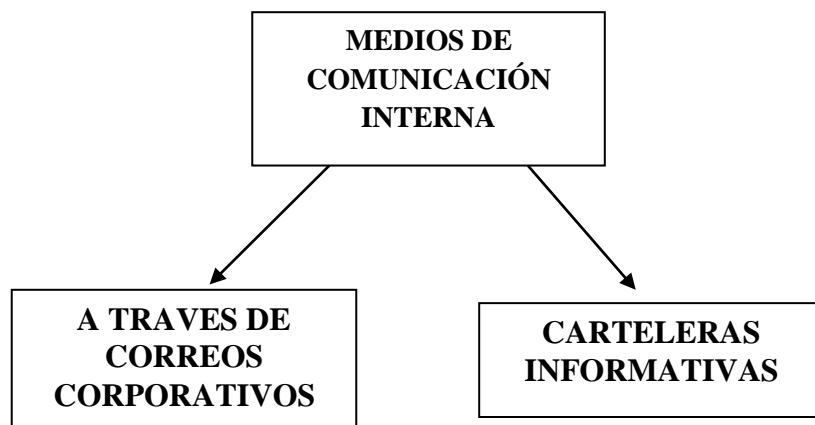 MEDIOS DE
COMUNICACIÓN
INTERNA
A TRAVES DE
CORREOS
CORPORATIVOS
CARTELERAS
INFORMATIVAS